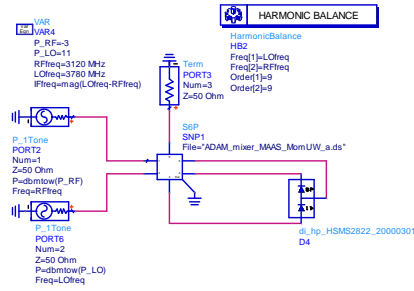 Var
Eqn
VAR
VAR4
P_RF=-3
P_LO=11
RFfreq=3120 MHz
LOfreq=3780 MHz
IFfreq=mag(LOfreq-RFfreq)
HARMONIC BALANCE
HarmonicBalance
HB2
Freq[1]=LOfreq
Freq[2]=RFfreq
Order[1]=9
Order[2]=9
Term
PORT3
Num=3
Z=50 Ohm
P_1Tone
PORT2
Num=1
Z=50 Ohm
P=dbmtow(P_RF)
Freq=RFfreq
S6P
SNP1
File="ADAM_mixer_MAAS_MomUW_a.ds"
P_1Tone
PORT6
Num=2
Z=50 Ohm
P=dbmtow(P_LO)
Freq=LOfreq
di_hp_HSMS2822_20000301
D4